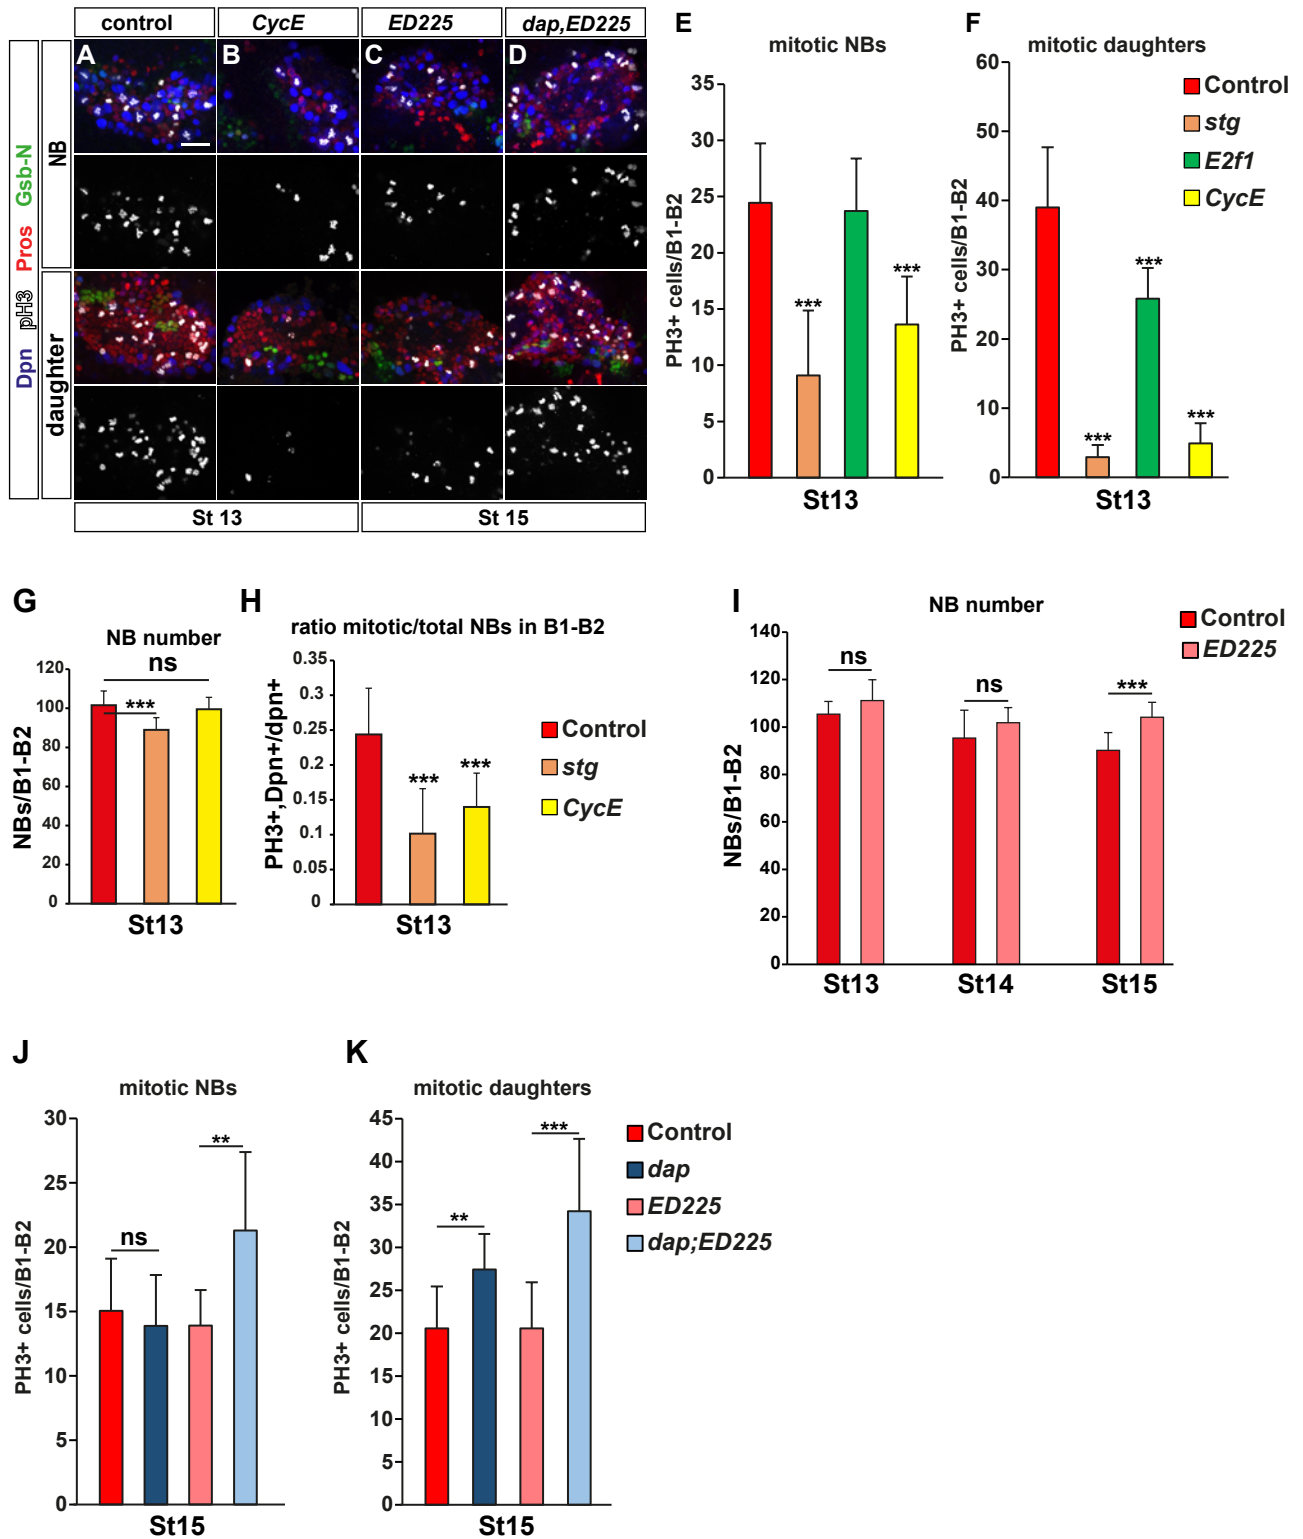 control CycE ED225 dap,ED225
A B C D
Dpn pH3 Pros Gsb-N
NB
daughter
St 13 St 15
E
mitotic NBs
PH3+ cells/B1-B2
35
30
25
20
15
10
5
0
***
***
St13
F
mitotic daughters
PH3+ cells/B1-B2
60
50
40
30
20
10
0
***
***
***
St13
Control
stg
E2f1
CycE
G
NB number
ns
***
NBs/B1-B2
120
100
80
60
40
20
0
St13
H
ratio mitotic/total NBs in B1-B2
PH3+,Dpn+/dpn+
0.35
0.3
0.25
0.2
0.15
0.1
0.05
0
***
***
St13
Control
stg
CycE
I
NB number
NBs/B1-B2
140
120
100
80
60
40
20
0
ns
ns
***
St13 St14 St15
Control
ED225
J
mitotic NBs
PH3+ cells/B1-B2
30
25
20
15
10
5
0
ns
**
St15
K
mitotic daughters
PH3+ cells/B1-B2
45
40
35
30
25
20
15
10
5
0
**
***
St15
Control
dap
ED225
dap;ED225